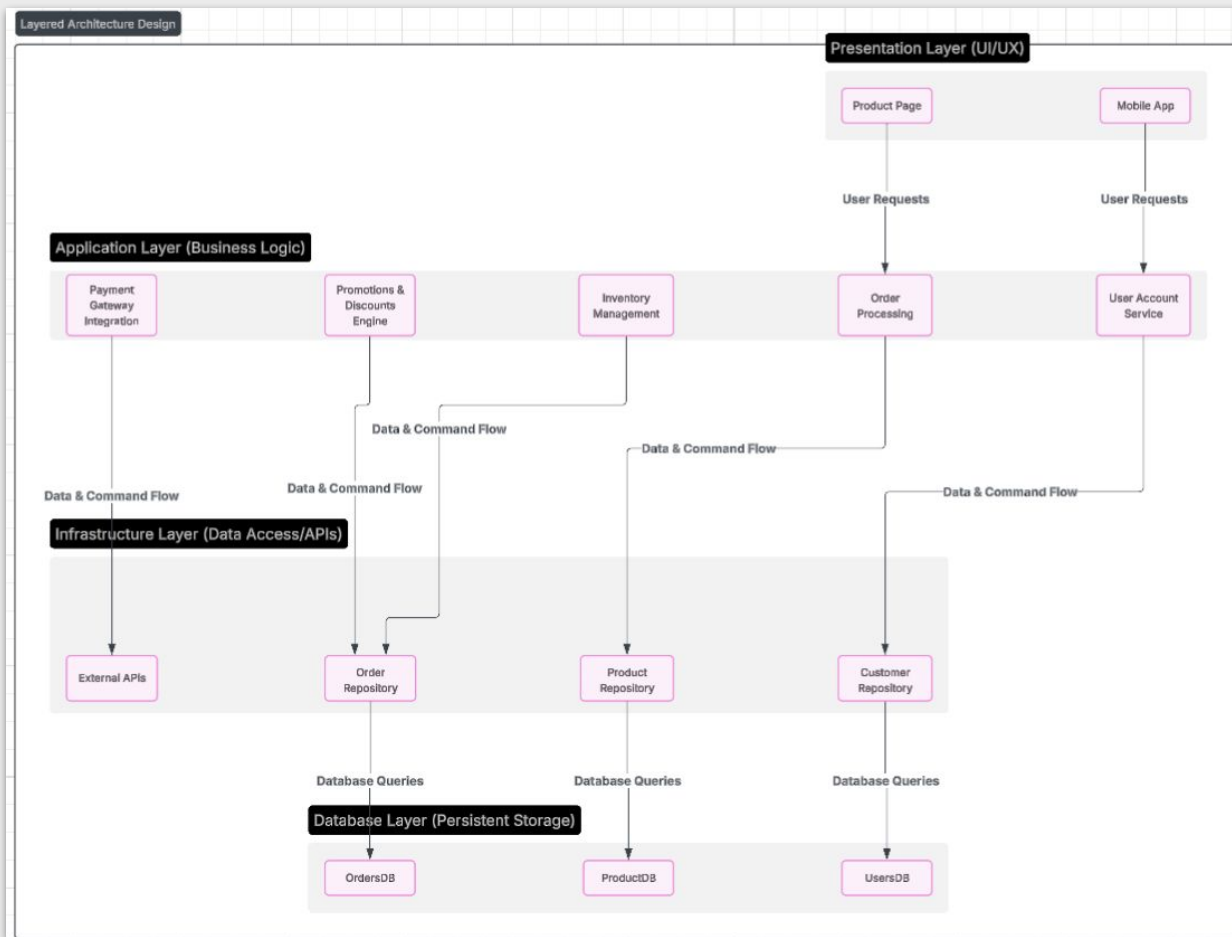 Layered Architecture Design
Presentation Layer (UI/UX)
Product Page
Mobile App
User Requests
User Requests
Application Layer (Business Logic)
Payment
Gateway
Integration
Promotions &
Discounts
Engine
Inventory
Management
Order
Processing
User Account
Service
Data & Command Flow
Data & Command Flow
Data & Command Flow
Data & Command Flow
Data & Command Flow
Infrastructure Layer (Data Access/APIs)
External APIs
Order
Repository
Product
Repository
Customer
Repository
Database Queries
Database Queries
Database Queries
Database Layer (Persistent Storage)
OrdersDB
ProductDB
UsersDB